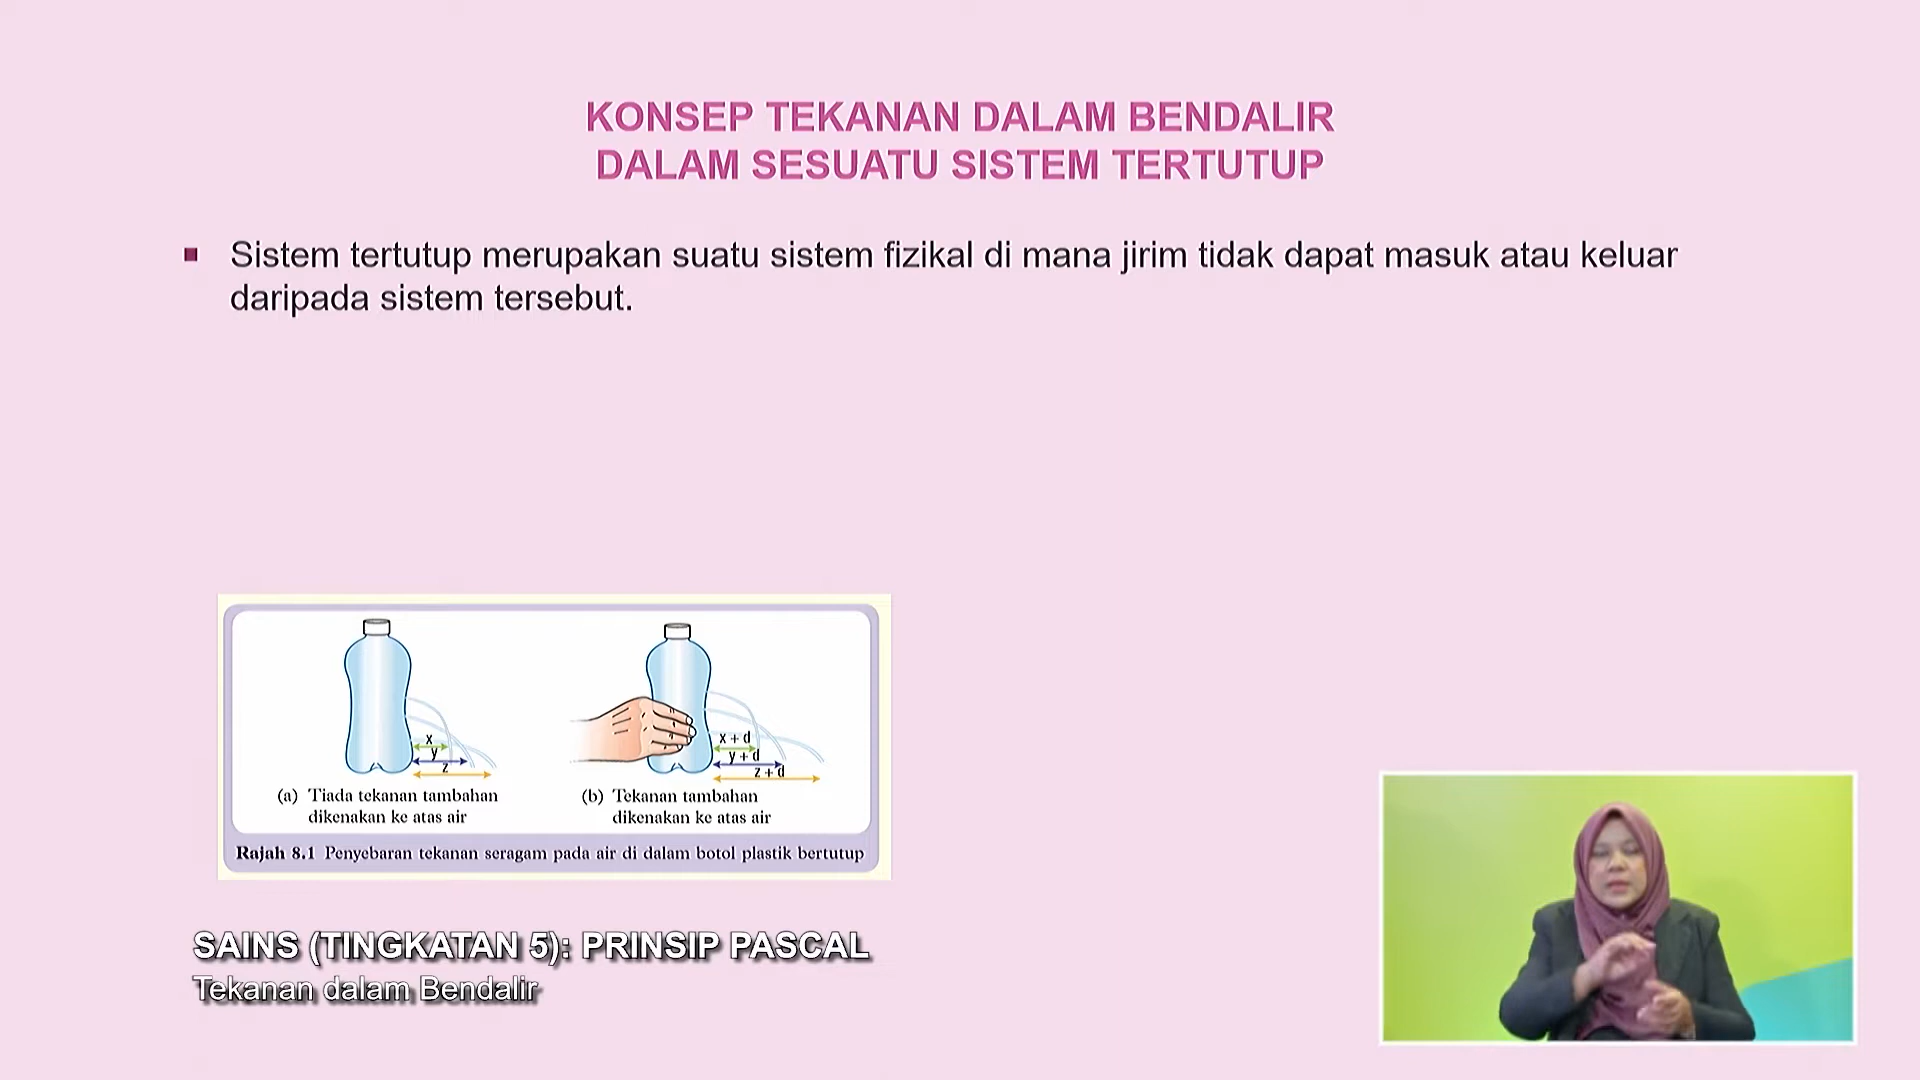 KONSEP TEKANAN DALAM BENDALIR
DALAM SESUATU SISTEM TERTUTUP
Sistem tertutup merupakan suatu sistem fizikal di mana jirim tidak dapat masuk atau keluar
daripada sistem tersebut.
x
y
z
(a) Tiada tekanan tambahan
dikenakan ke atas air
x + d
y + d
z + d
(b) Tekanan tambahan
dikenakan ke atas air
Rajah 8.1 Penyebaran tekanan seragam pada air di dalam botol plastik bertutup
SAINS (TINGKATAN 5): PRINSIP PASCAL
Tekanan dalam Bendalir